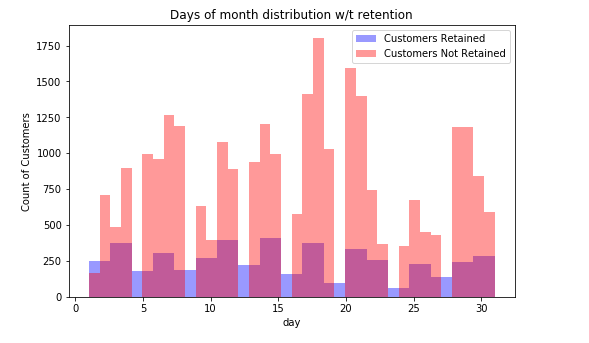 Days of month distribution w/t retention
Customers Retained
Customers Not Retained
Count of Customers
1750
1500
1250
1000
750
500
250
0
0 5 10 15 20 25 30
day